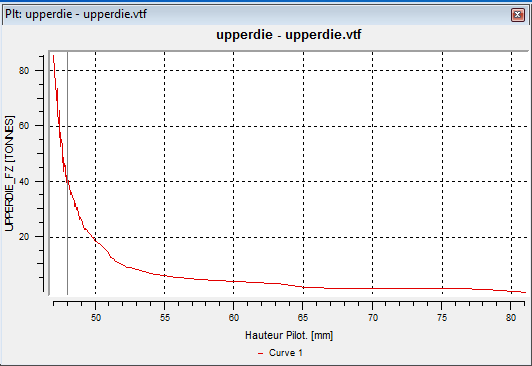 Plt: upperdie - upperdie.vtf
upperdie - upperdie.vtf
UPPERDIE_FZ [TONNES]
80
60
40
20
50 55 60 65 70 75 80
Hauteur Pilot. [mm]
Curve 1